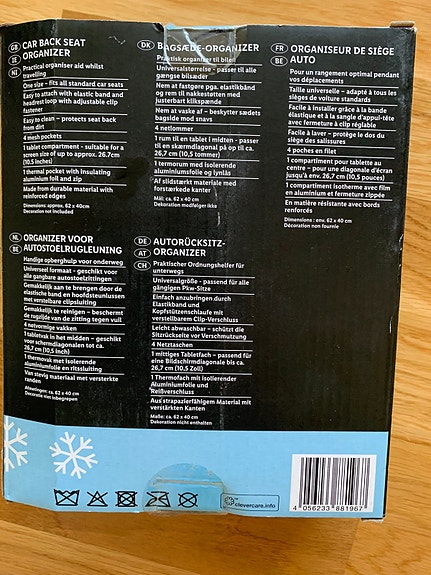 GB
IE
NI
CAR BACK SEAT
ORGANIZER
Practical organiser aid whilst
travelling
One size – fits all standard car seats
Easy to attach with elastic band and
headrest loop with adjustable clip
fastener
Easy to clean – protects seat back
from dirt
4 mesh pockets
1 tablet compartment - suitable for a
screen size of up to approx. 26.7cm
(10.5 inches)
1 thermal pocket with insulating
aluminium foil and zip
Made from durable material with
reinforced edges
Dimensions: approx. 62 x 40cm
Decoration not included
DK
BAGSÆDE-ORGANIZER
Praktisk organizer til bilen
Universalstørrelse - passer til alle
gængse bilsæder
Nem at fastgøre pga. elastikbånd
og rem til nakkestøtten med
justerbart klikspænde
Nem at vaske af – beskytter sædets
bagside mod snavs
4 netlommer
1 rum til en tablet i midten - passer
til en skærmdiagonal på op til ca.
26,7 cm (10,5 tommer)
1 termorum med isolerende
aluminiumsfolie og lynlås
Af slidstærkt materiale med
forstærkede kanter
Mål: ca. 62 x 40 cm
Dekoration medfølger ikke
FR
BE
ORGANISEUR DE SIÈGE
AUTO
Pour un rangement optimal pendant
vos déplacements
Taille universelle – adapté à tous les
sièges de voiture standards
Facile à installer grâce à la bande
élastique et à la sangle d'appui-tête
avec fermeture à clip réglable
Facile à laver – protège le dos du
siège des salissures
4 poches en filet
1 compartiment pour tablette au
centre – pour une diagonale d'écran
jusqu'à env. 26,7 cm (10,5 pouces)
1 compartiment isotherme avec film
en aluminium et fermeture zippée
En matière résistante avec bords
renforcés
Dimensions : env. 62 x 40 cm
Décoration non fournie
NL
BE
ORGANIZER VOOR
AUTOSTOELRUGLEUNING
Handige opberghulp voor onderweg
Universeel formaat - geschikt voor
alle gangbare autostoelzittingen
Gemakkelijk aan te brengen door de
elastische band en hoofdsteunlussen
met verstelbare clipsluiting
Gemakkelijk te reinigen – beschermt
de rugzijde van de zitting tegen vuil
4 netvormige vakken
1 tabletvak in het midden – geschikt
voor schermdiagonalen tot ca.
26,7 cm (10,5 inch)
1 thermovak met isolerende
aluminiumfolie en ritssluiting
Van stevig materiaal met versterkte
randen
Afmetingen: ca. 62 x 40 cm
Decoratie niet inbegrepen
DE
AT
CH
AUTORÜCKSITZ-
ORGANIZER
Praktischer Ordnungshelfer für
unterwegs
Universalgröße - passend für alle
gängigen Pkw-Sitze
Einfach anzubringen durch
Elastikband und
Kopfstützenschlaufe mit
verstellbarem Clip-Verschluss
Leicht abwaschbar – schützt die
Sitzrückseite vor Verschmutzung
4 Netztaschen
1 mittiges Tabletfach – passend für
eine Bildschirmdiagonale bis ca.
26,7 cm (10,5 Zoll)
1 Thermofach mit isolierender
Aluminiumfolie und
Reißverschluss
Aus strapazierfähigem Material mit
verstärkten Kanten
Maße: ca. 62 x 40 cm
Dekoration nicht enthalten
clevercare.info
4 056233 881967